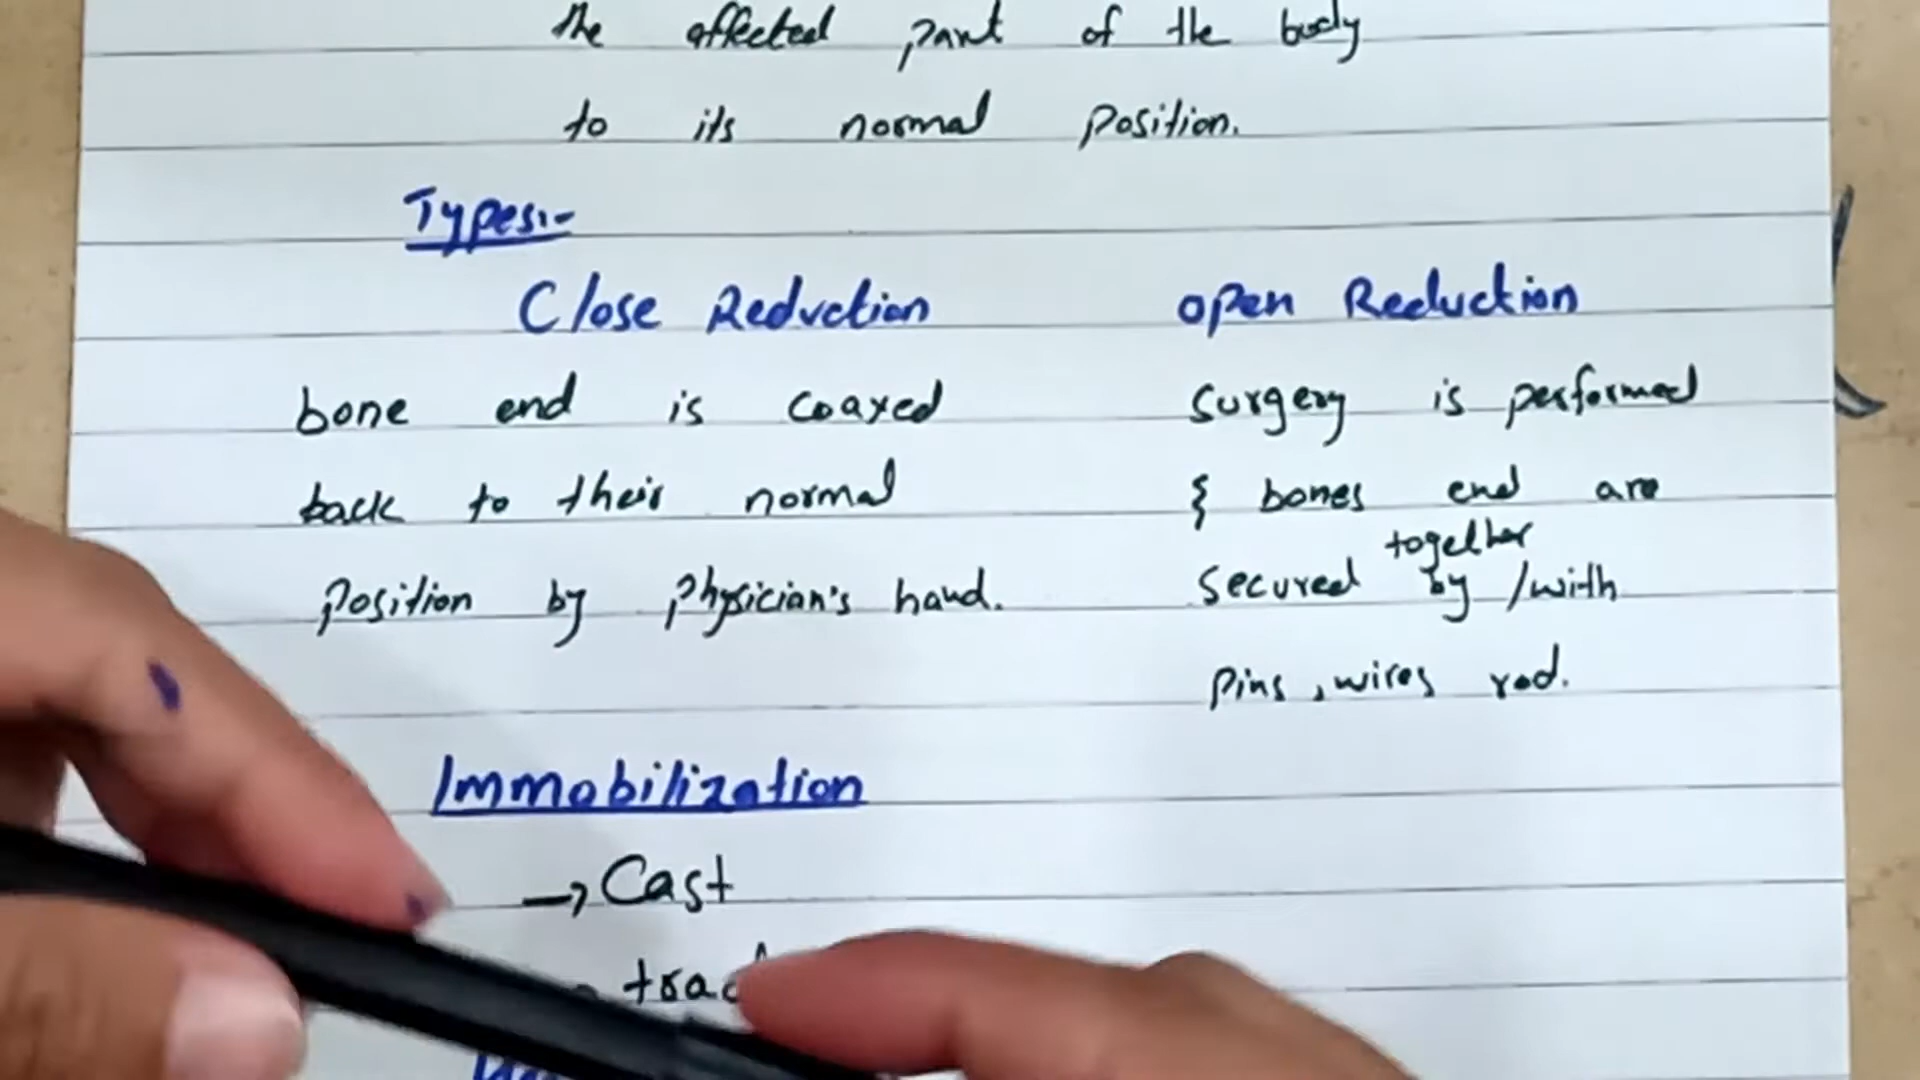 the affected part of the body
to its normal position.
Types:-
Close Reduction
bone end is coaxed
back to their normal
position by physician's hand.
open Reduction
surgery is performed
& bones end are
together
secured by /with
pins, wires rod.
Immobilization
→ Cast